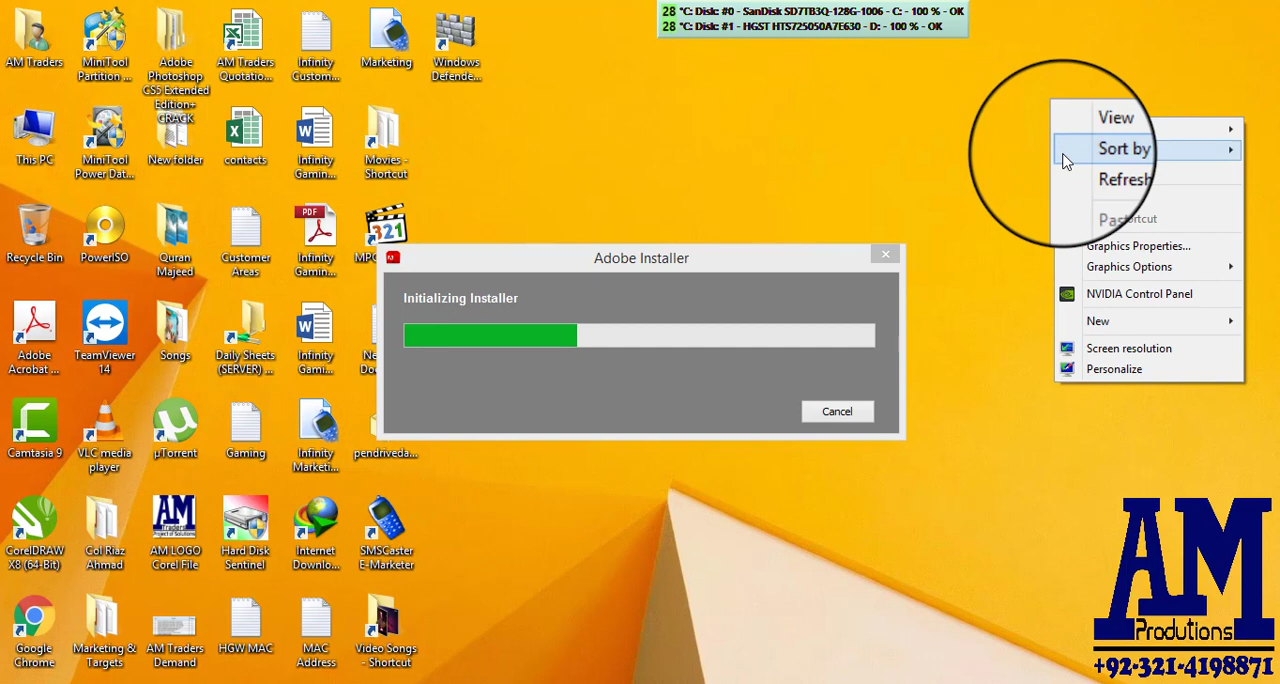 28 °C: Disk: #0 - SanDisk SD7TB3Q-128G-1006 - C: - 100 % - OK
28 °C: Disk: #1 - HGST HTS725050A7E630 - D: - 100 % - OK
AM Traders
MiniTool
Partition ...
Adobe
Photoshop
CS5 Extended
Edition+
CRACK
AM Traders
Quotatio...
Infinity
Custom...
Marketing
Windows
Defende...
This PC
MiniTool
Power Dat...
New folder
contacts
Infinity
Gamin...
Movies -
Shortcut
Recycle Bin
PowerISO
Quran
Majeed
Customer
Areas
PDF
Infinity
Gamin...
321
MPC
Adobe
Acrobat ...
TeamViewer
14
Songs
Daily Sheets
(SERVER) ...
Infinity
Gami...
Camtasia 9
VLC media
player
µTorrent
Gaming
Infinity
Marketi...
pendriveda...
CorelDRAW
X8 (64-Bit)
Col Riaz
Ahmad
AM
Traders
AM LOGO
Corel File
Hard Disk
Sentinel
Internet
Downlo...
SMSCaster
E-Marketer
Google
Chrome
Marketing &
Targets
AM Traders
Demand
HGW MAC
MAC
Address
Video Songs
- Shortcut
Adobe Installer
Initializing Installer
Cancel
View
Sort by
Refresh
Graphics Properties...
Graphics Options
NVIDIA Control Panel
New
Screen resolution
Personalize
AM
Produtions
+92-321-4198871